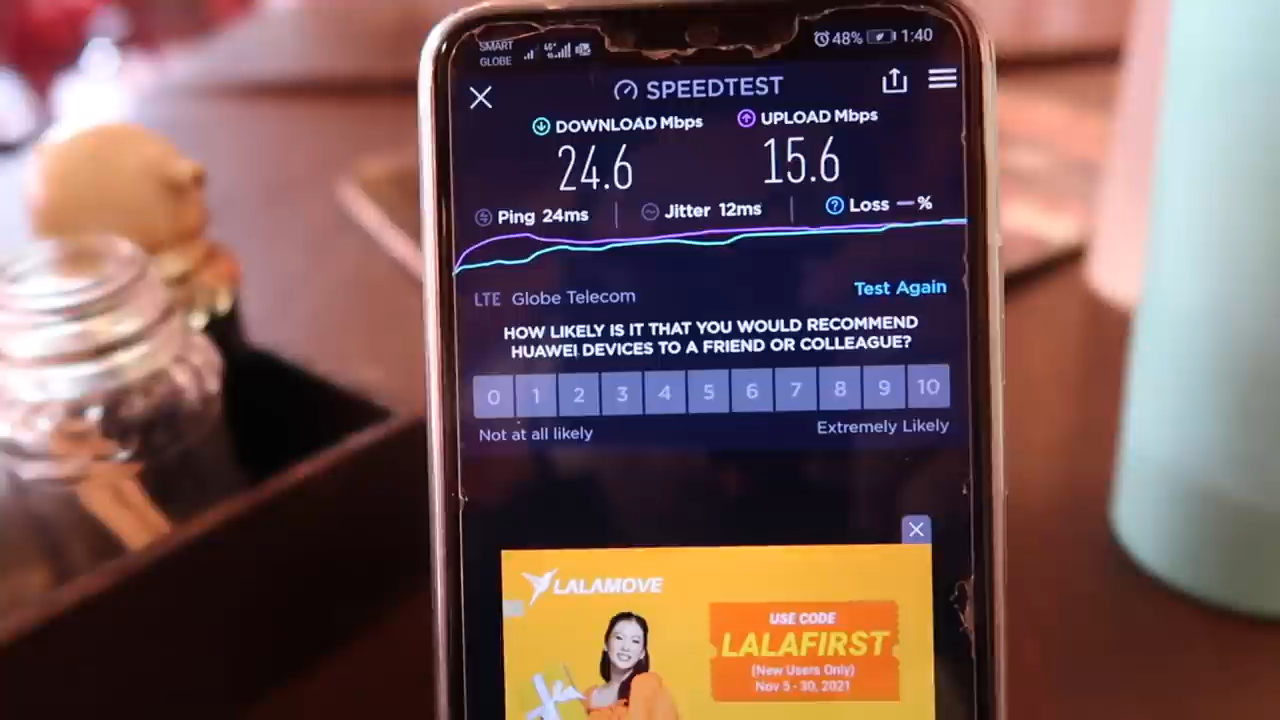 SMART
GLOBE
4G+
48%
1:40
SPEEDTEST
DOWNLOAD Mbps
UPLOAD Mbps
24.6
15.6
Ping 24ms
Jitter 12ms
Loss — %
LTE Globe Telecom
Test Again
HOW LIKELY IS IT THAT YOU WOULD RECOMMEND
HUAWEI DEVICES TO A FRIEND OR COLLEAGUE?
0 1 2 3 4 5 6 7 8 9 10
Not at all likely
Extremely Likely
LALAMOVE
USE CODE
LALAFIRST
(New Users Only)
Nov 5 - 30, 2021